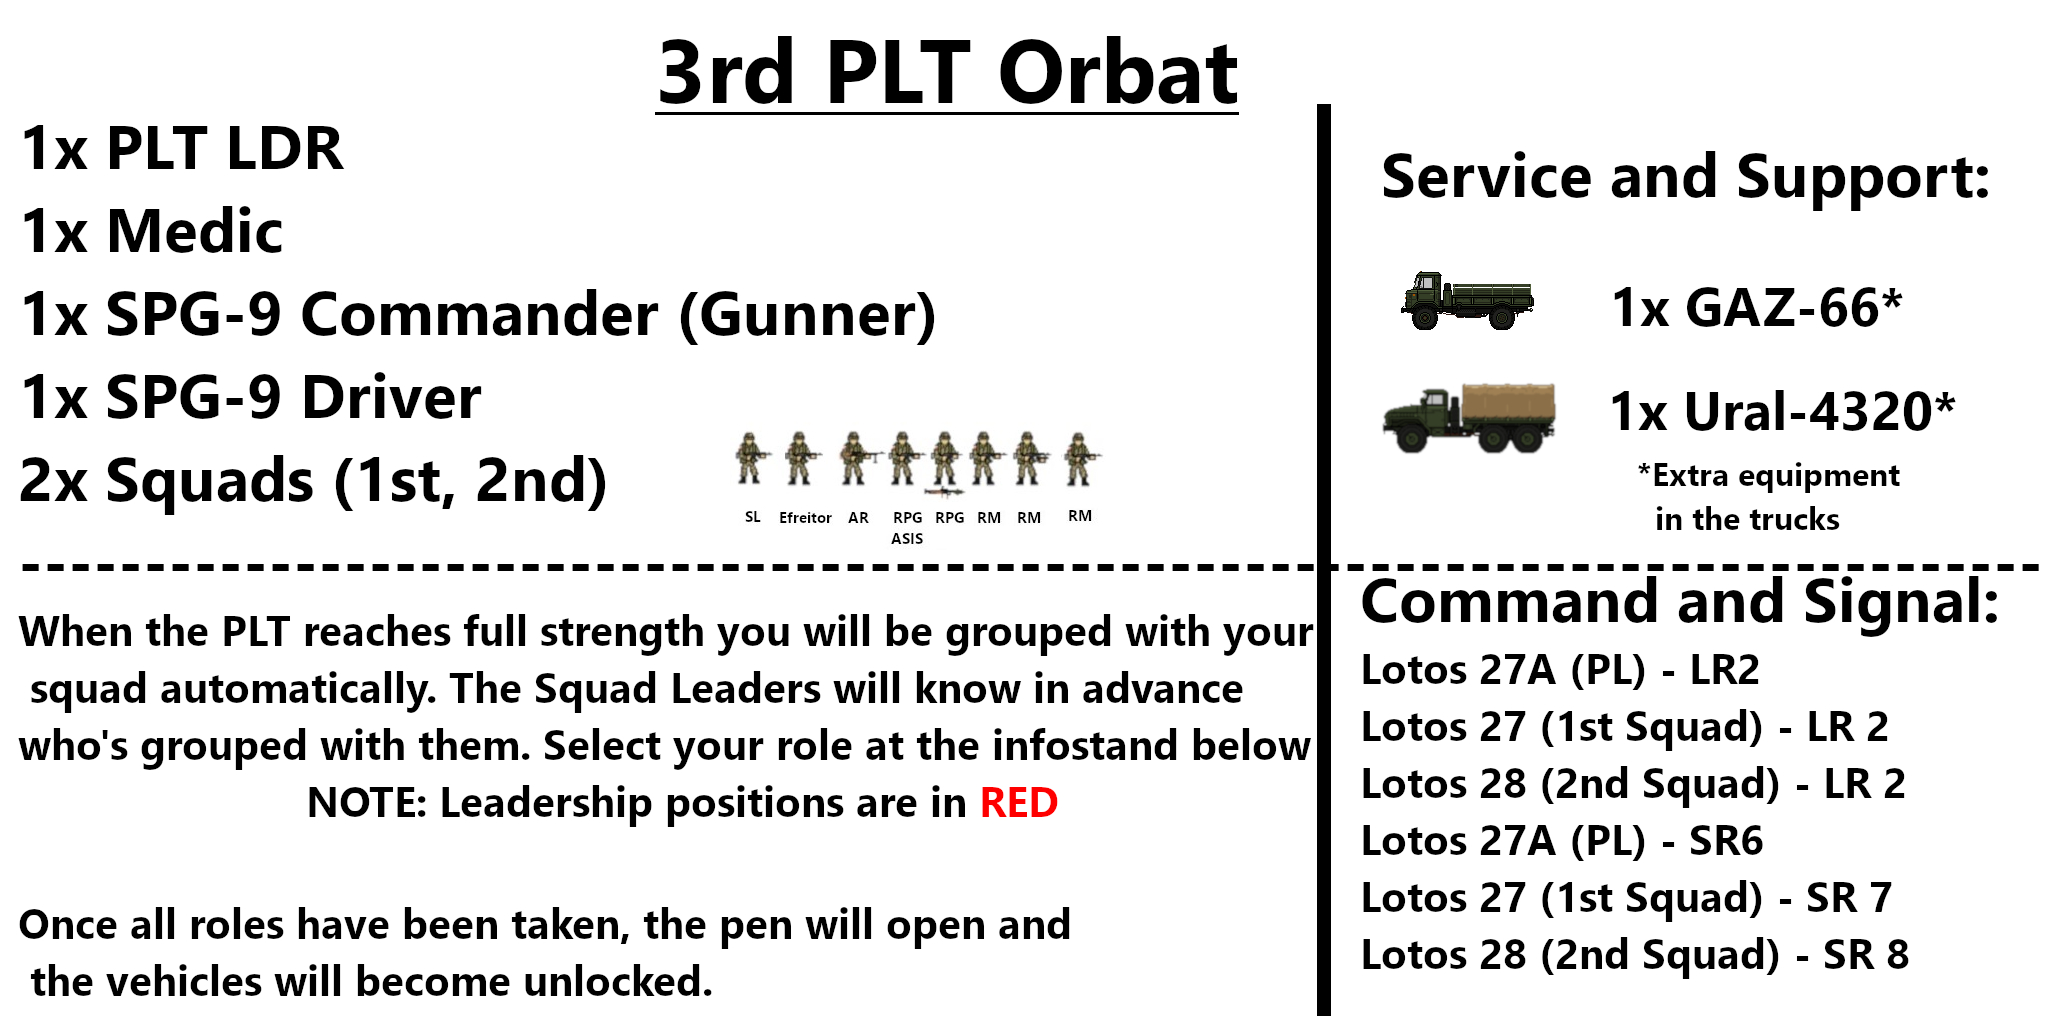 3rd PLT Orbat
1x PLT LDR
1x Medic
1x SPG-9 Commander (Gunner)
1x SPG-9 Driver
2x Squads (1st, 2nd)
SL Efreitor AR RPG RPG RM RM RM
ASIS
Service and Support:
1x GAZ-66*
1x Ural-4320*
*Extra equipment
in the trucks
When the PLT reaches full strength you will be grouped with your
squad automatically. The Squad Leaders will know in advance
who's grouped with them. Select your role at the infostand below
NOTE: Leadership positions are in RED
Once all roles have been taken, the pen will open and
the vehicles will become unlocked.
Command and Signal:
Lotos 27A (PL) - LR2
Lotos 27 (1st Squad) - LR 2
Lotos 28 (2nd Squad) - LR 2
Lotos 27A (PL) - SR6
Lotos 27 (1st Squad) - SR 7
Lotos 28 (2nd Squad) - SR 8